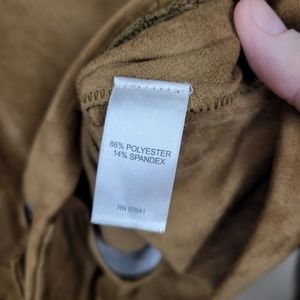 86% POLYESTER
14% SPANDEX
RN 97641